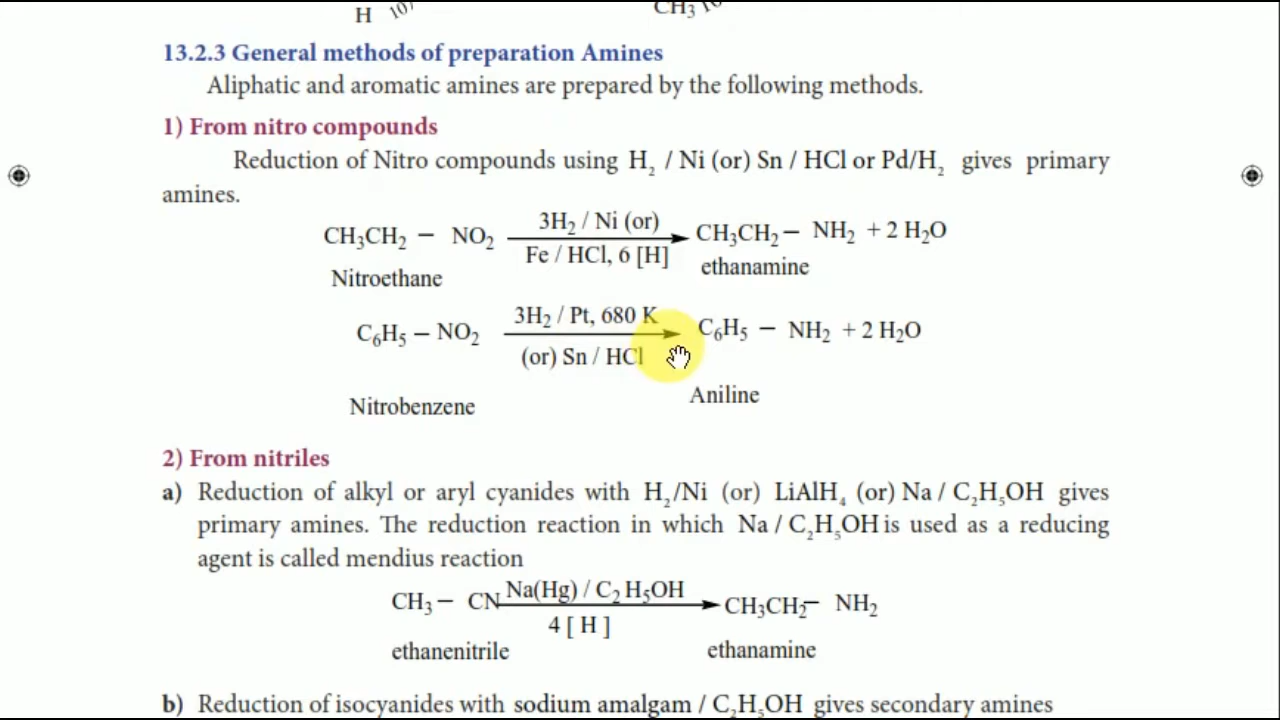 H 107
CH₃
13.2.3 General methods of preparation Amines
Aliphatic and aromatic amines are prepared by the following methods.
1) From nitro compounds
Reduction of Nitro compounds using H₂ / Ni (or) Sn / HCl or Pd/H₂ gives primary
amines.
3H₂ / Ni (or)
CH₃CH₂ − NO₂ CH₃CH₂ − NH₂ + 2 H₂O
Fe / HCl, 6 [H]
Nitroethane ethanamine
3H₂ / Pt, 680 K
C₆H₅ − NO₂ C₆H₅ − NH₂ + 2 H₂O
(or) Sn / HCl
Nitrobenzene Aniline
2) From nitriles
a) Reduction of alkyl or aryl cyanides with H₂/Ni (or) LiAlH₄ (or) Na / C₂H₅OH gives
primary amines. The reduction reaction in which Na / C₂H₅OH is used as a reducing
agent is called mendius reaction
Na(Hg) / C₂ H₅OH
CH₃ − CN CH₃CH₂− NH₂
4 [ H ]
ethanenitrile ethanamine
b) Reduction of isocyanides with sodium amalgam / C₂H₅OH gives secondary amines